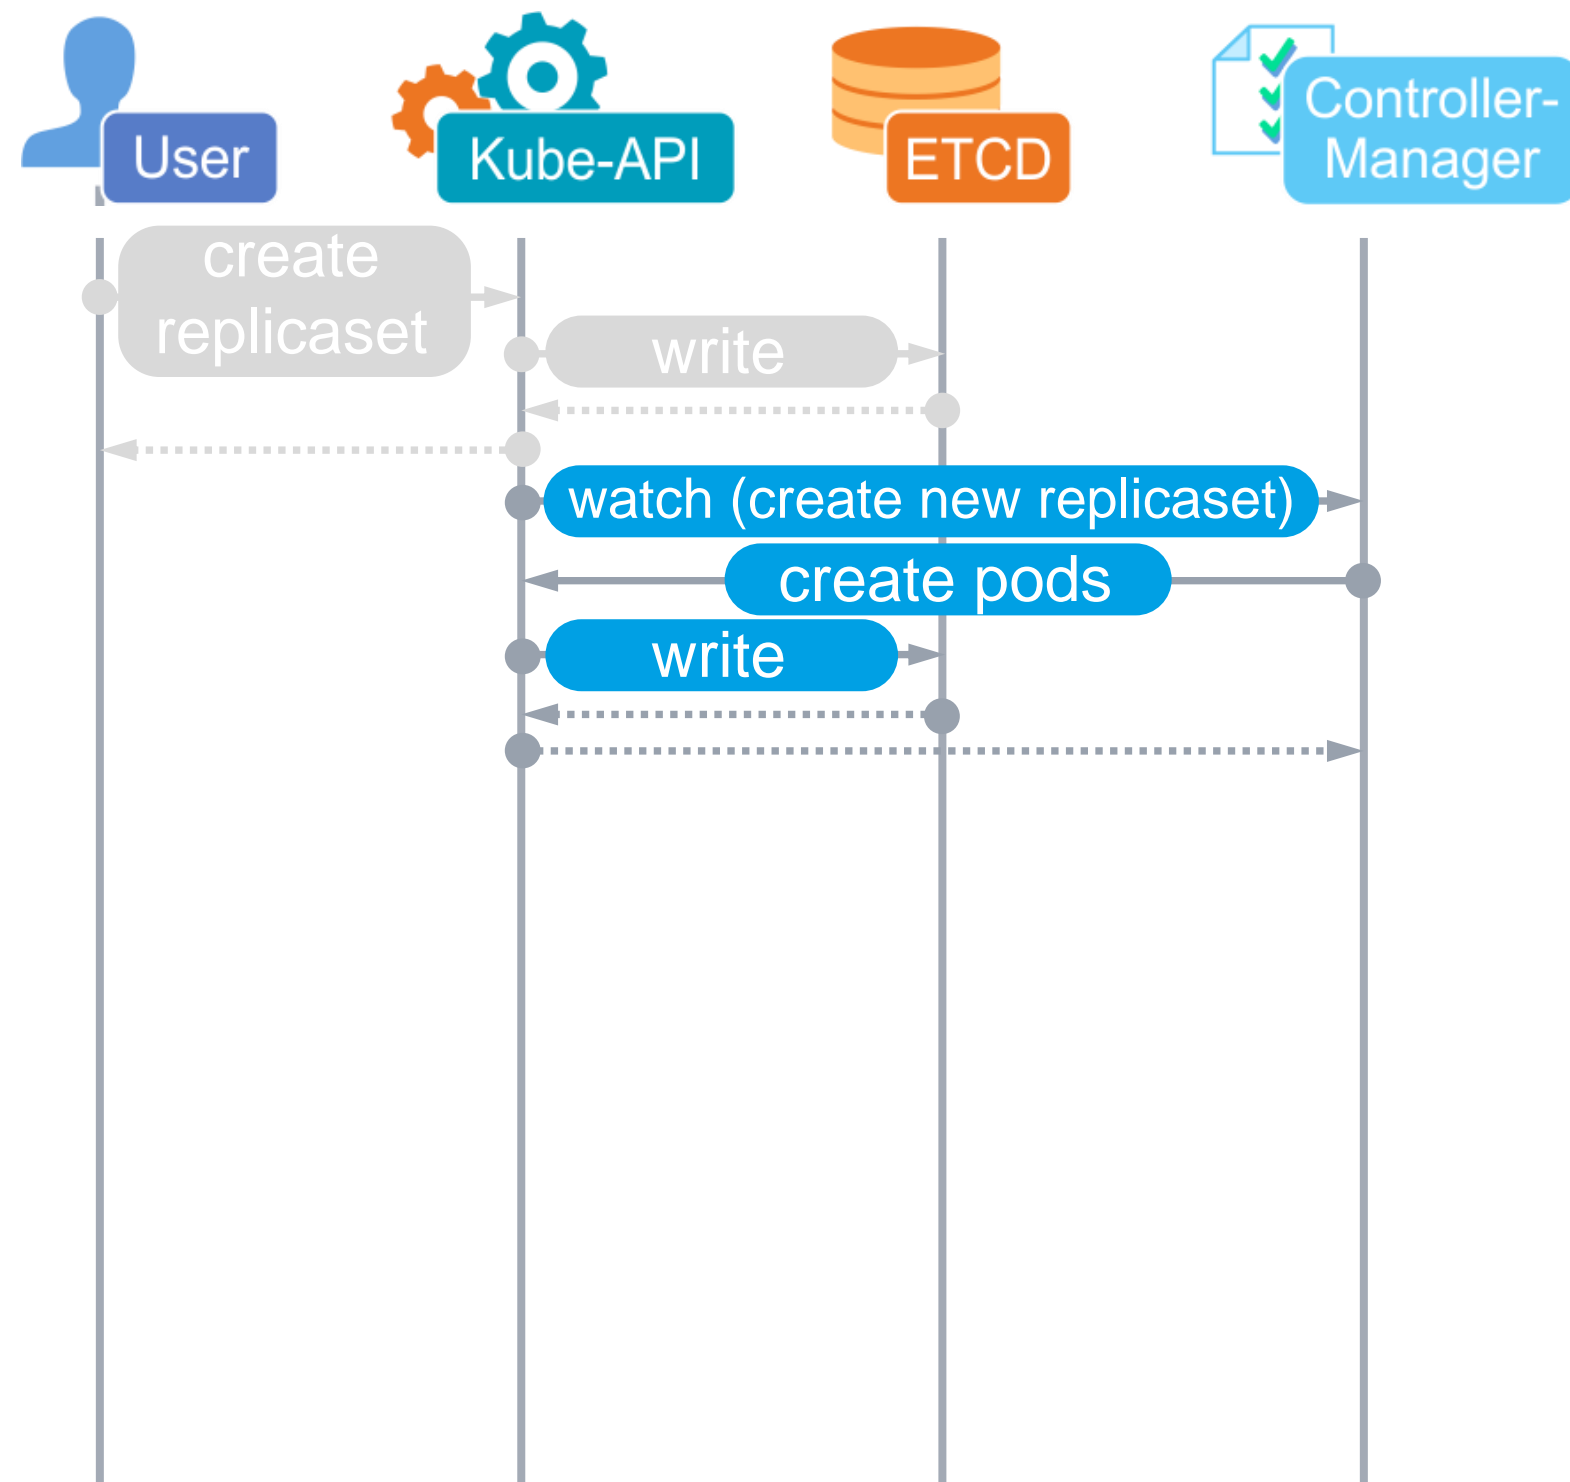 User
Kube-API
ETCD
Controller-
Manager
create
replicaset
write
watch (create new replicaset)
create pods
write